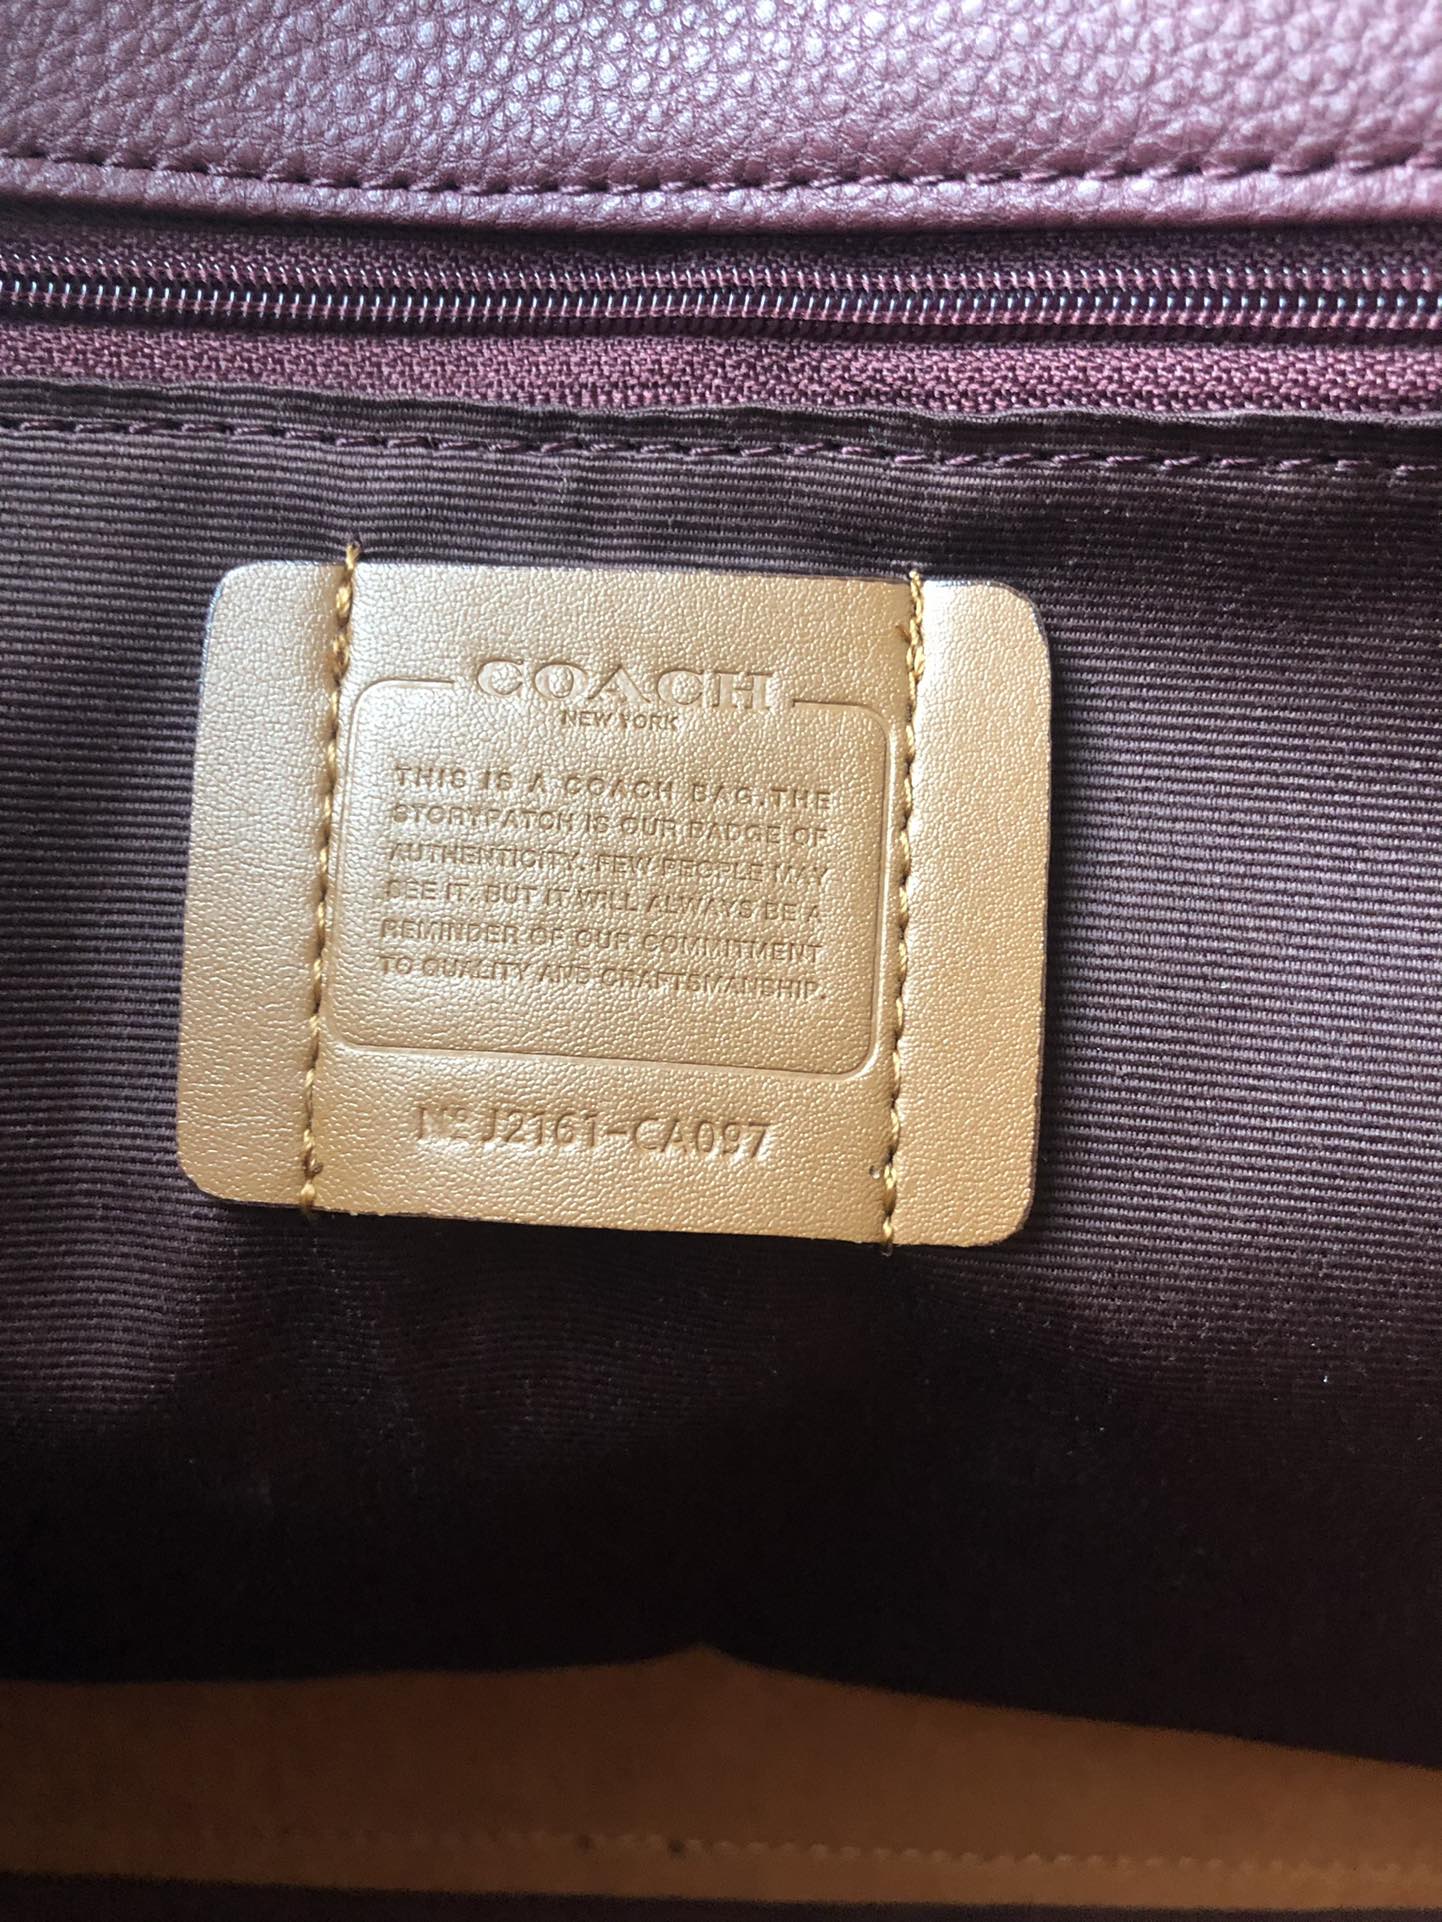 COACH
NEW YORK
THIS IS A COACH BAG.THE
STORYPATCH IS OUR BADGE OF
AUTHENTICITY. FEW PEOPLE MAY
SEE IT. BUT IT WILL ALWAYS BE A
REMINDER OF OUR COMMITMENT
TO QUALITY AND CRAFTSMANSHIP.
Nº J2161-CA097